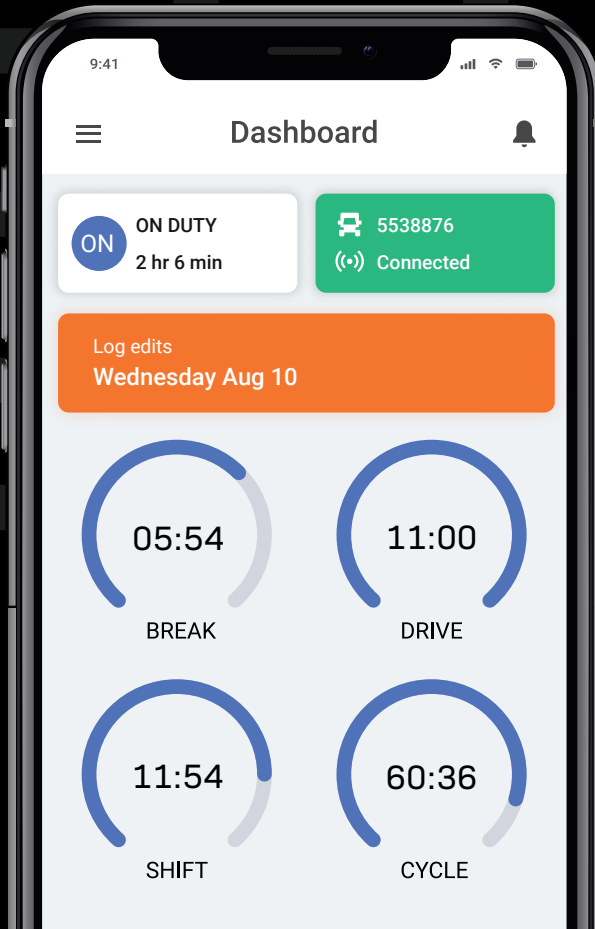 9:41
Dashboard
ON
ON DUTY
2 hr 6 min
5538876
Connected
Log edits
Wednesday Aug 10
05:54
BREAK
11:00
DRIVE
11:54
SHIFT
60:36
CYCLE